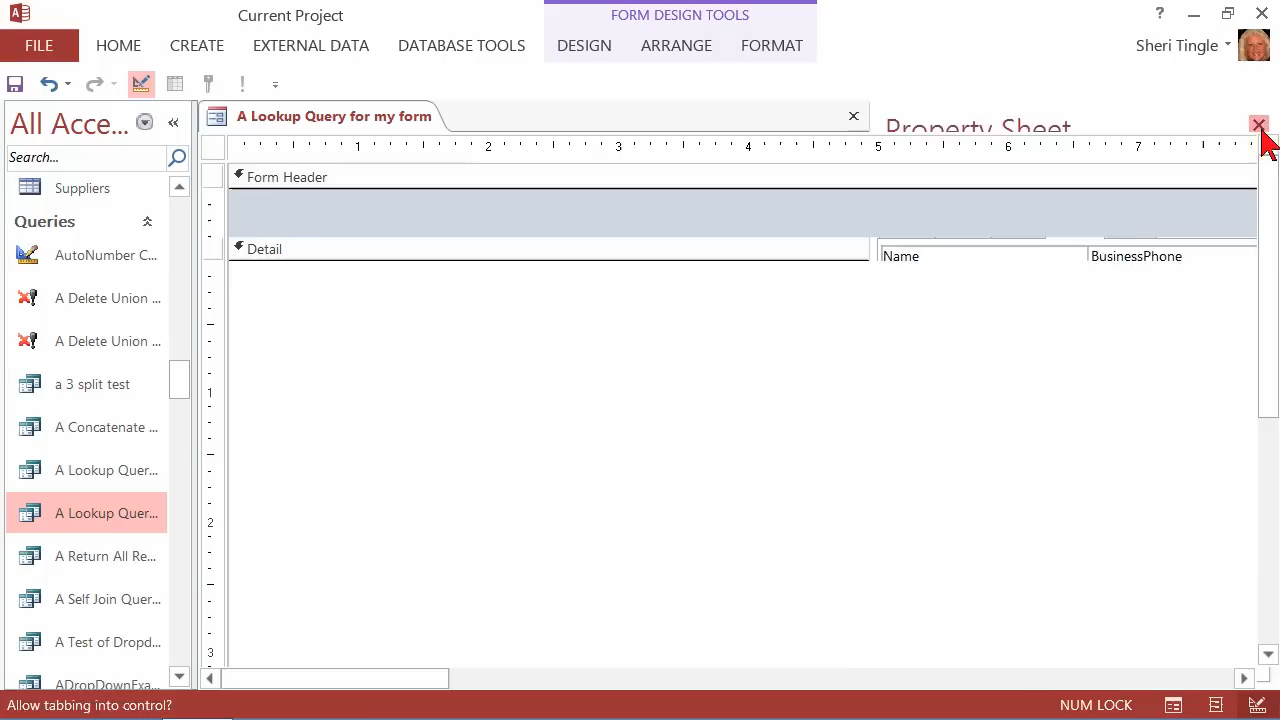 Current Project
FORM DESIGN TOOLS
?
FILE
HOME
CREATE
EXTERNAL DATA
DATABASE TOOLS
DESIGN
ARRANGE
FORMAT
Sheri Tingle
All Acce...
A Lookup Query for my form
Property Sheet
Search...
1 2 3 4 5 6 7
Suppliers
Form Header
Queries
Detail
AutoNumber C...
Name
BusinessPhone
A Delete Union ...
A Delete Union ...
a 3 split test
1
A Concatenate ...
A Lookup Quer...
A Lookup Quer...
2
A Return All Re...
A Self Join Quer...
A Test of Dropd...
3
ADropDownExa...
Allow tabbing into control?
NUM LOCK